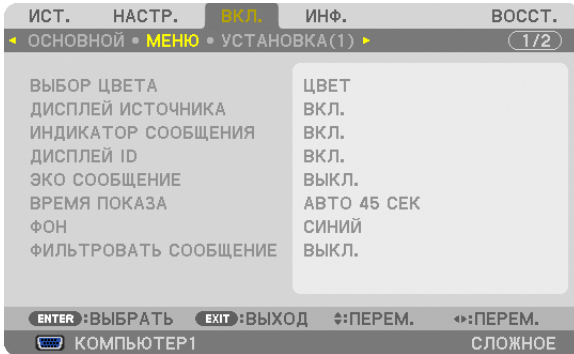 ИСТ. НАСТР. ВКЛ. ИНФ. ВОССТ.
ОСНОВНОЙ • МЕНЮ • УСТАНОВКА(1) 1/2
ВЫБОР ЦВЕТА ЦВЕТ
ДИСПЛЕЙ ИСТОЧНИКА ВКЛ.
ИНДИКАТОР СООБЩЕНИЯ ВКЛ.
ДИСПЛЕЙ ID ВКЛ.
ЭКО СООБЩЕНИЕ ВЫКЛ.
ВРЕМЯ ПОКАЗА АВТО 45 СЕК
ФОН СИНИЙ
ФИЛЬТРОВАТЬ СООБЩЕНИЕ ВЫКЛ.
ENTER :ВЫБРАТЬ EXIT :ВЫХОД :ПЕРЕМ. :ПЕРЕМ.
КОМПЬЮТЕР1 СЛОЖНОЕ